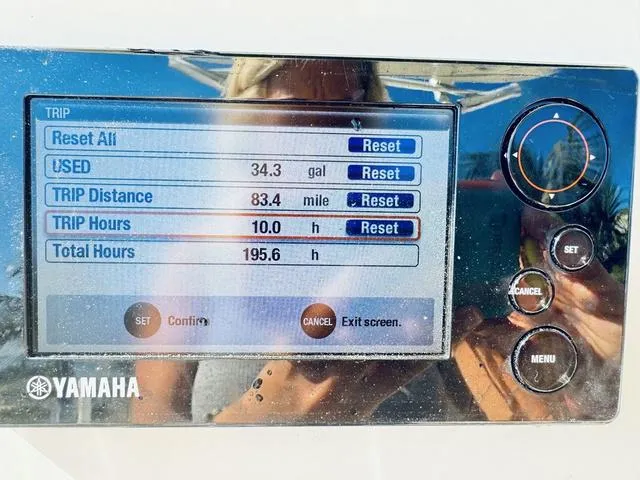 TRIP
Reset All Reset
USED 34.3 gal Reset
TRIP Distance 83.4 mile Reset
TRIP Hours 10.0 h Reset
Total Hours 195.6 h
SET Confirm CANCEL Exit screen.
SET
CANCEL
MENU
YAMAHA